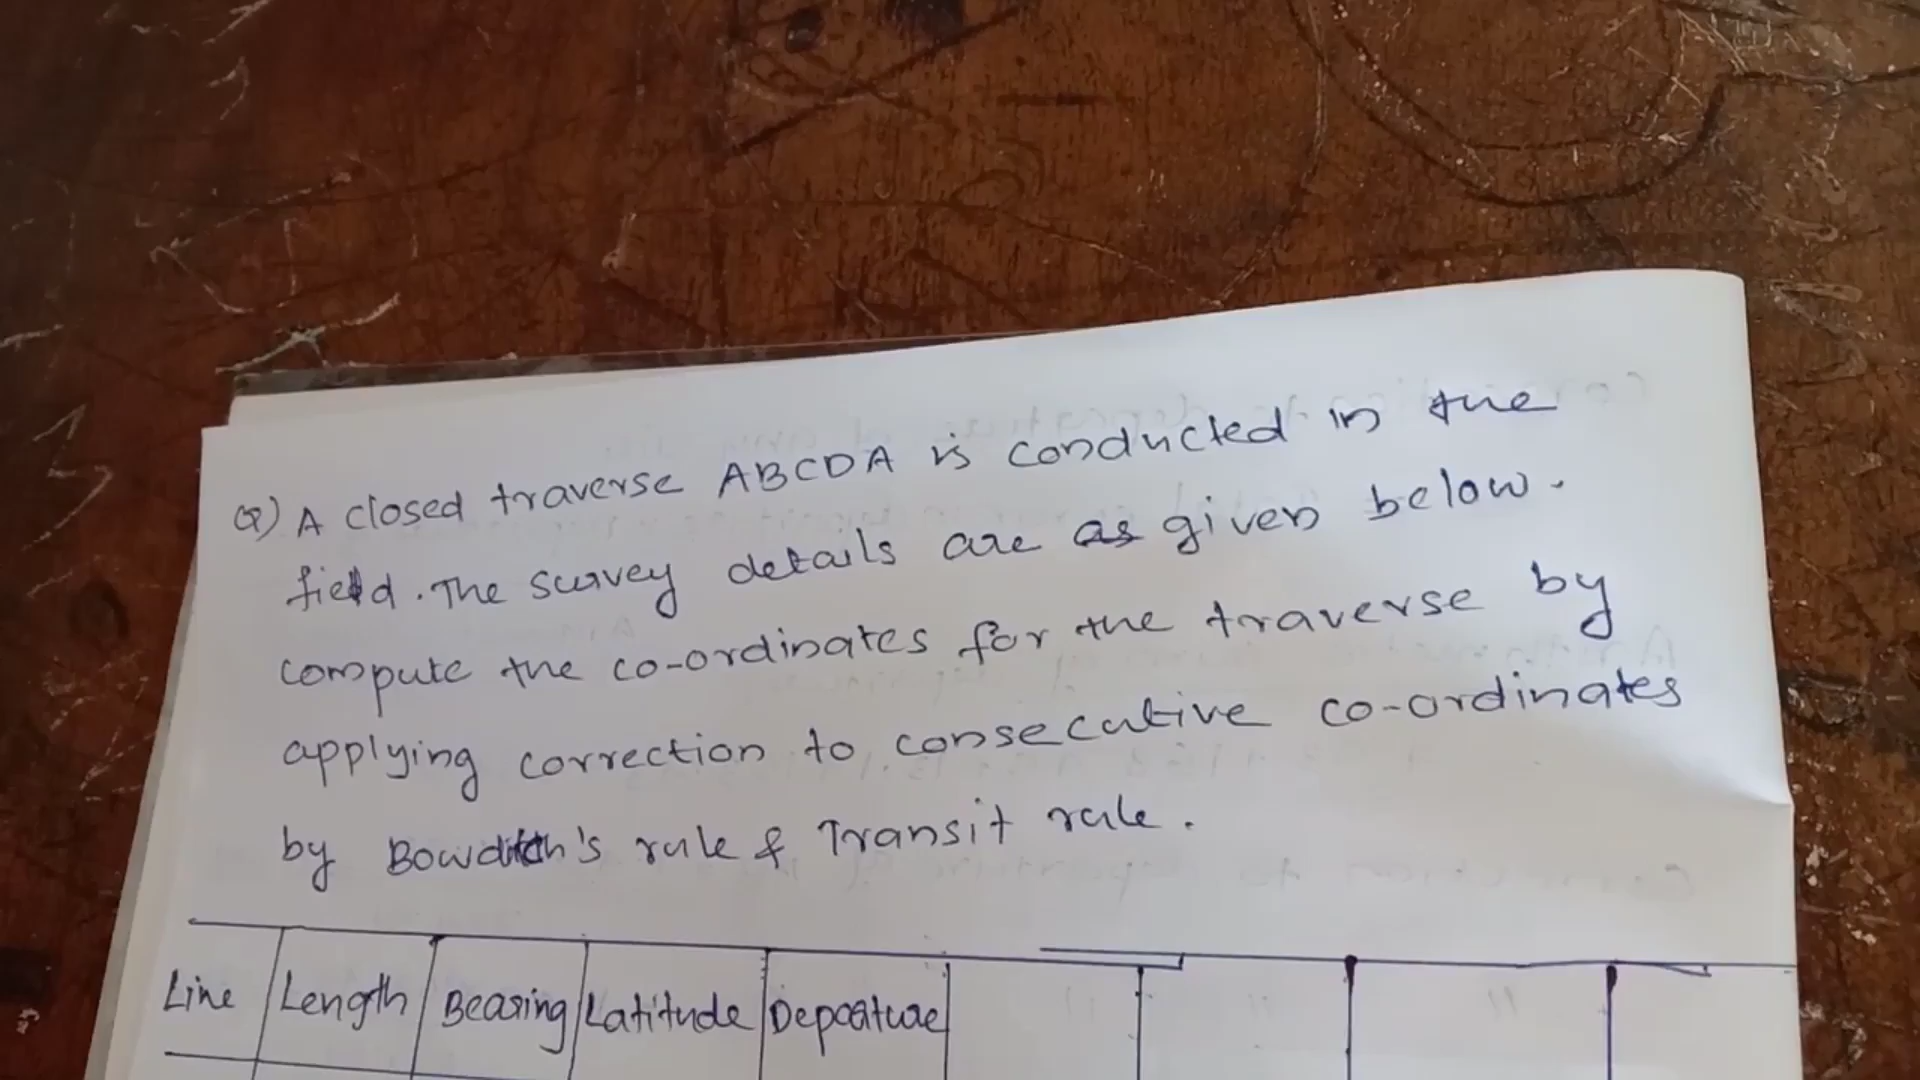 Q) A closed traverse ABCDA is conducted in the
field. The survey details are as given below.
compute the co-ordinates for the traverse by
applying correction to consecutive co-ordinates
by Bowditch's rule & Transit rule.
Line Length Bearing Latitude Departure